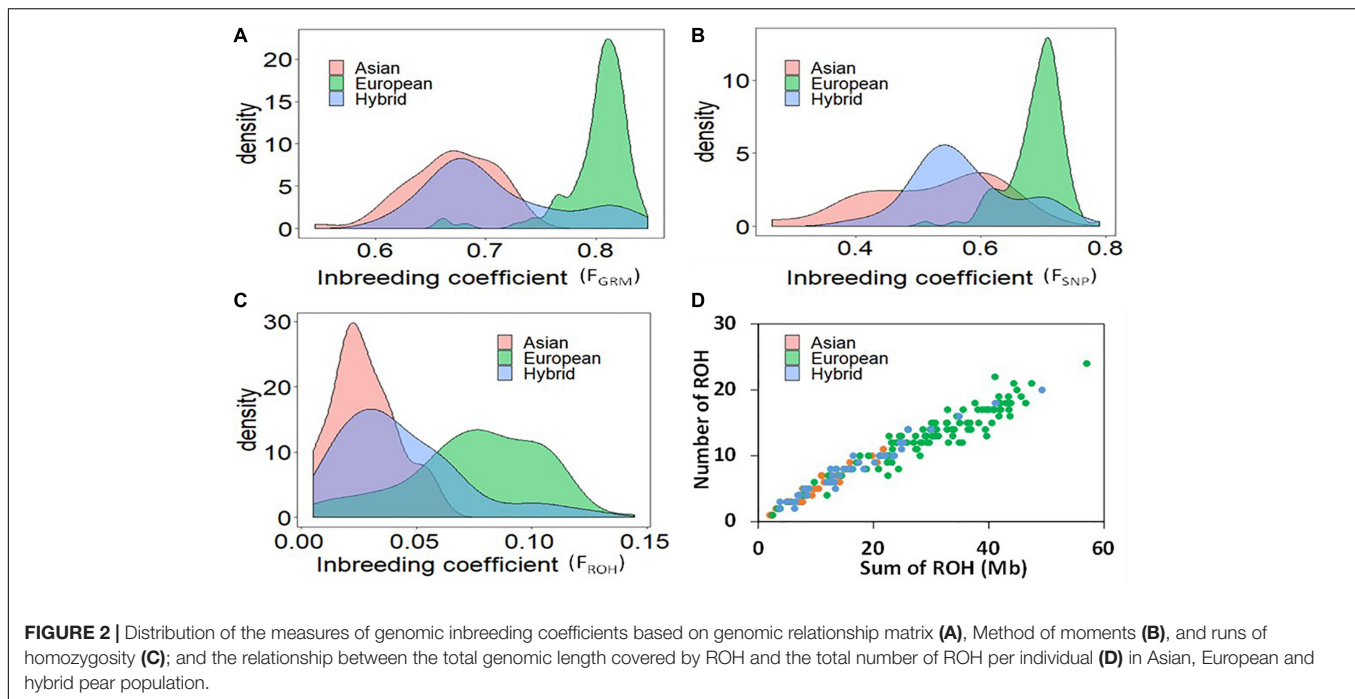 A
20
15
10
5
0
density
Asian
European
Hybrid
0.6
0.7
0.8
Inbreeding coefficient (F_GRM)
B
10
5
0
density
Asian
European
Hybrid
0.4
0.6
0.8
Inbreeding coefficient (F_SNP)
C
30
20
10
0
density
Asian
European
Hybrid
0.00
0.05
0.10
0.15
Inbreeding coefficient (F_ROH)
D
30
20
10
0
Number of ROH
Asian
European
Hybrid
0
20
40
60
Sum of ROH (Mb)
FIGURE 2 | Distribution of the measures of genomic inbreeding coefficients based on genomic relationship matrix (A), Method of moments (B), and runs of
homozygosity (C); and the relationship between the total genomic length covered by ROH and the total number of ROH per individual (D) in Asian, European and
hybrid pear population.